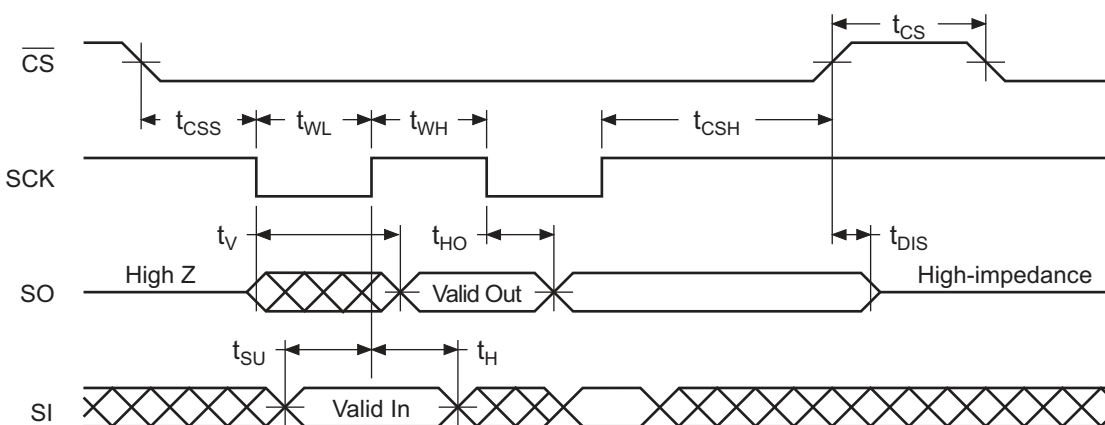 tCS
CS
tCSS tWL tWH tCSH
SCK
tV tHO tDIS
High Z Valid Out High-impedance
SO
tSU tH
SI Valid In